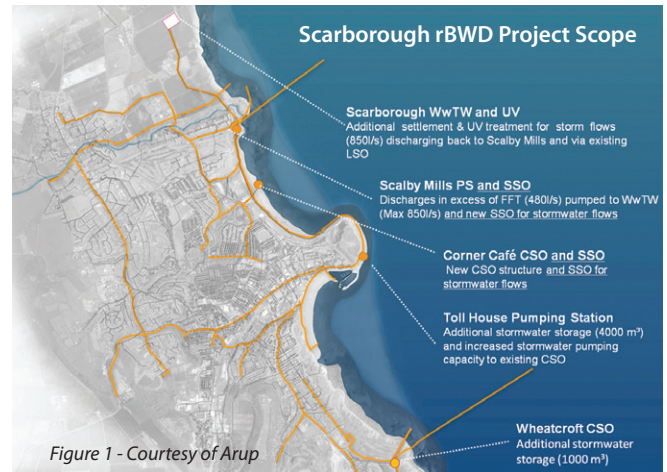 Scarborough rBWD Project Scope
Scarborough WwTW and UV
Additional settlement & UV treatment for storm flows
(850l/s) discharging back to Scalby Mills and via existing
LSO
Scalby Mills PS and SSO
Discharges in excess of FFT (480l/s) pumped to WwTW
(Max 850l/s) and new SSO for stormwater flows
Corner Café CSO and SSO
New CSO structure and SSO for
stormwater flows
Toll House Pumping Station
Additional stormwater storage (4000 m³)
and increased stormwater pumping
capacity to existing CSO
Wheatcroft CSO
Additional stormwater
storage (1000 m³)
Figure 1 - Courtesy of Arup